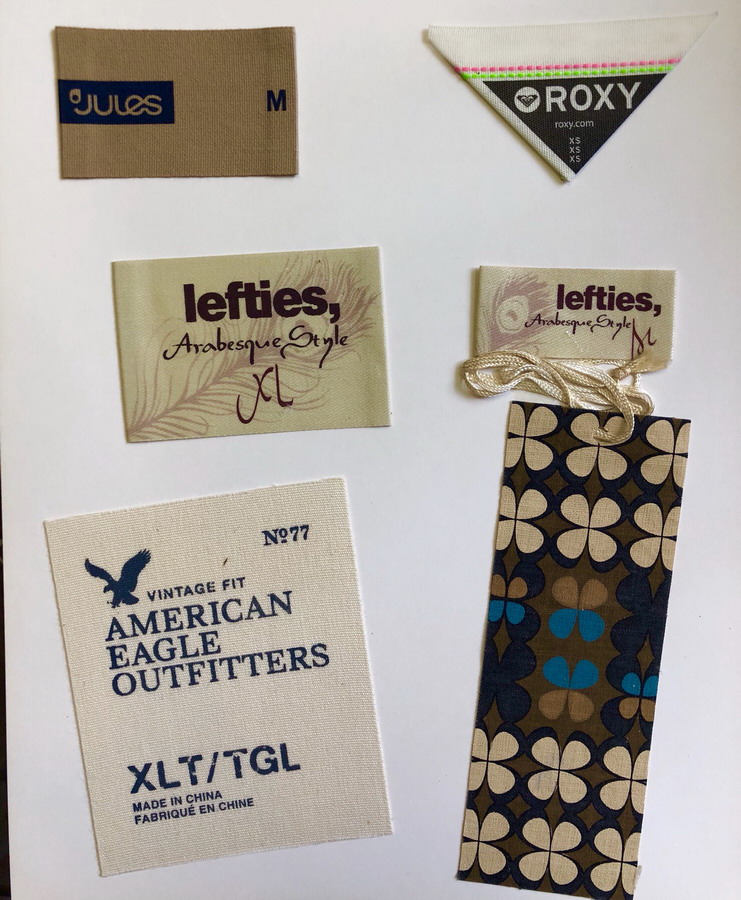 JULES
M
ROXY
roxy.com
XS
XS
XS
lefties,
Arabesque Style
XL
lefties,
Arabesque Style
M
Nº77
VINTAGE FIT
AMERICAN
EAGLE
OUTFITTERS
XLT/TGL
MADE IN CHINA
FABRIQUÉ EN CHINE